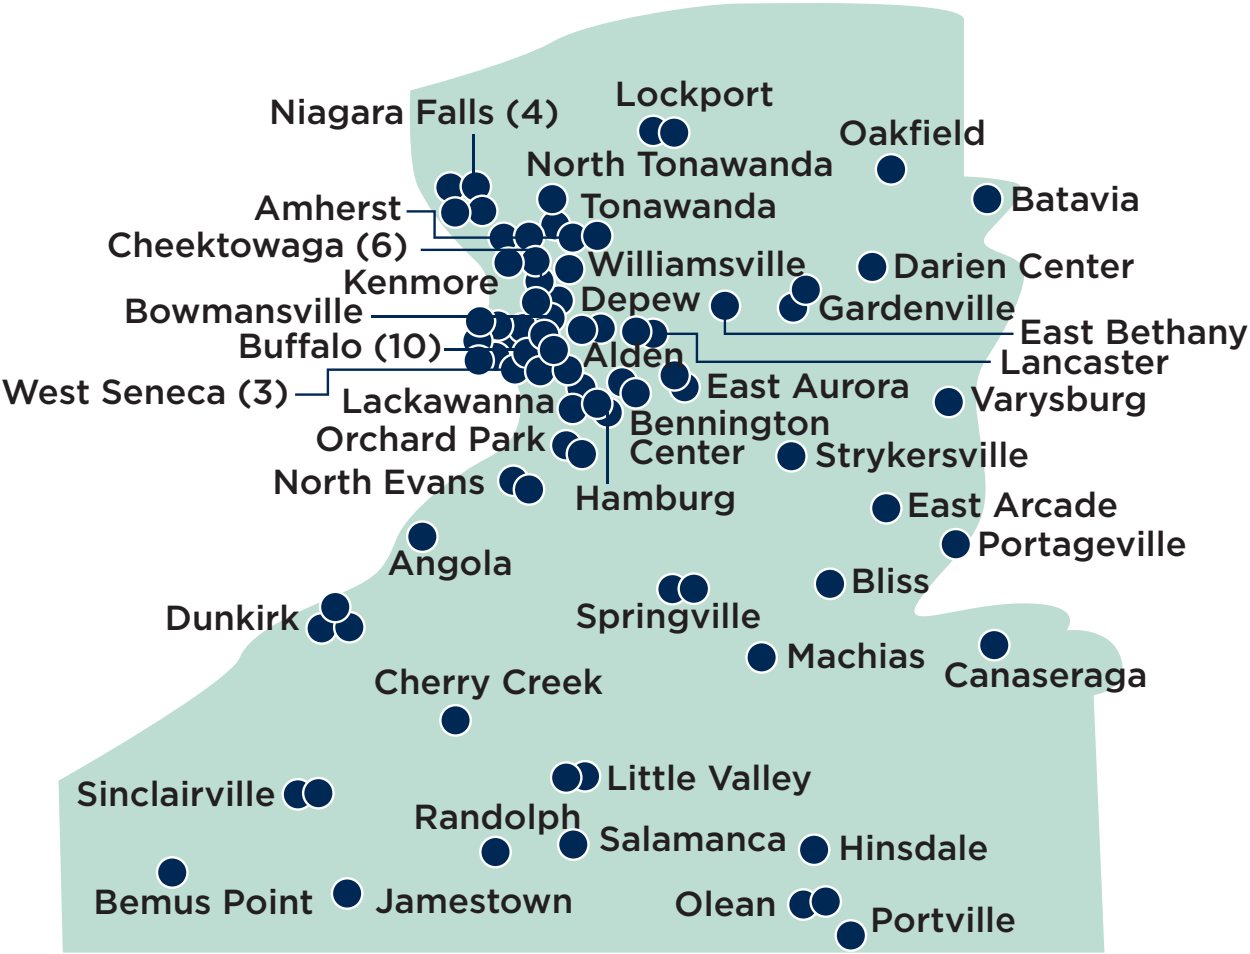 Lockport
Niagara Falls (4)
Oakfield
North Tonawanda
Batavia
Amherst
Tonawanda
Cheektowaga (6)
Williamsville
Darien Center
Kenmore
Depew
Gardenville
Bowmansville
East Bethany
Buffalo (10)
Alden
Lancaster
West Seneca (3)
East Aurora
Lackawanna
Varysburg
Bennington
Center
Orchard Park
Strykersville
North Evans
Hamburg
East Arcade
Portageville
Angola
Bliss
Dunkirk
Springville
Machias
Canaseraga
Cherry Creek
Little Valley
Sinclairville
Randolph
Salamanca
Hinsdale
Bemus Point
Jamestown
Olean
Portville